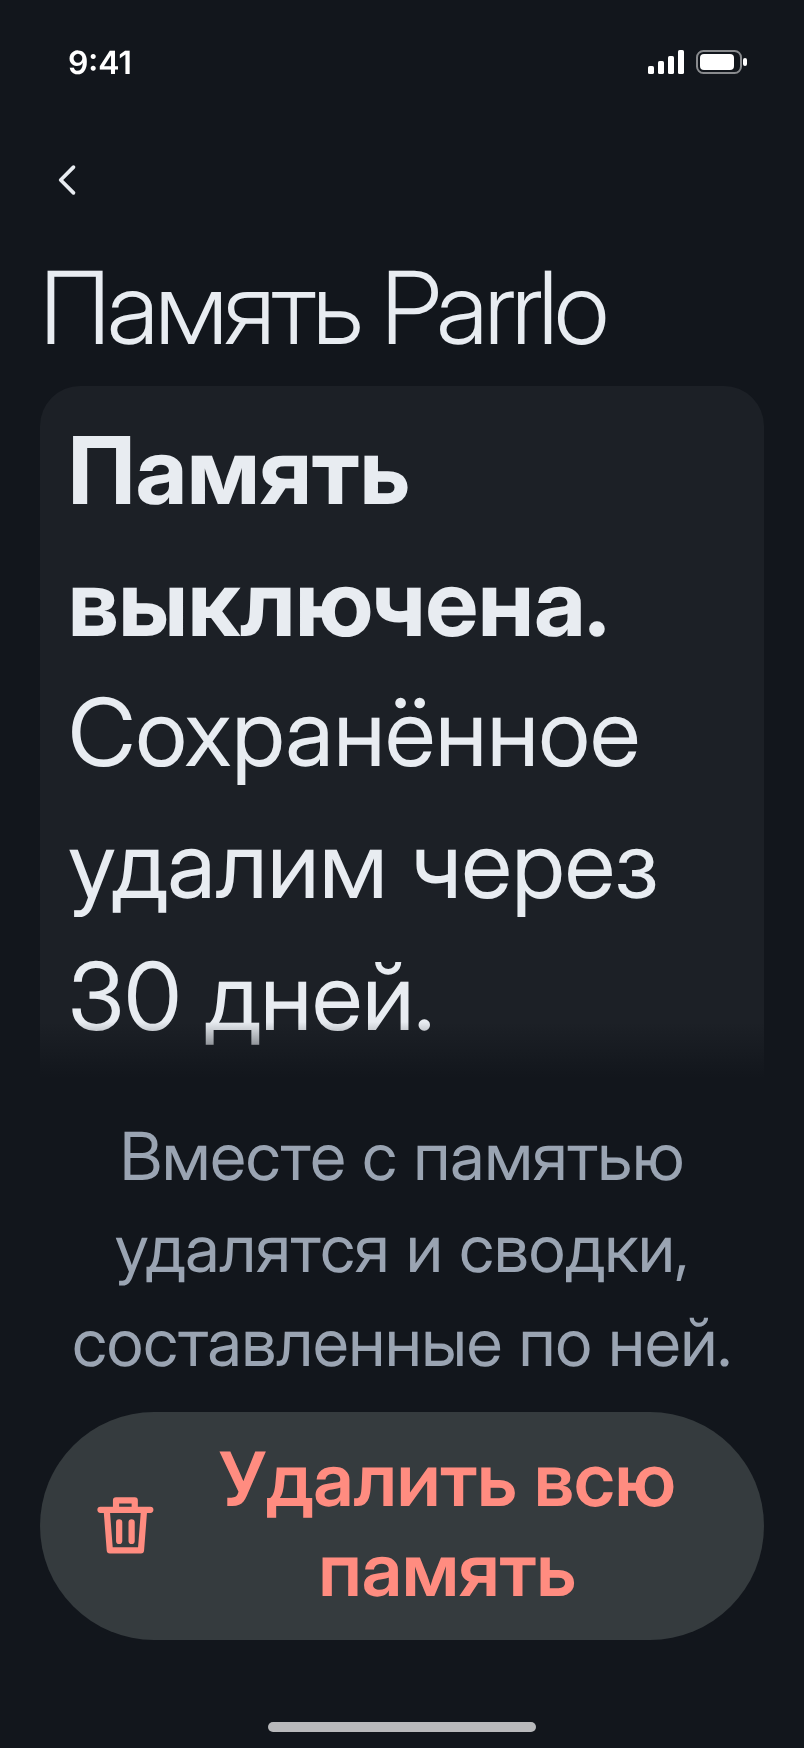 9:41
Память Parrlo
Память
выключена.
Сохранённое
удалим через
30 дней.
Вместе с памятью
удалятся и сводки,
составленные по ней.
Удалить всю
память